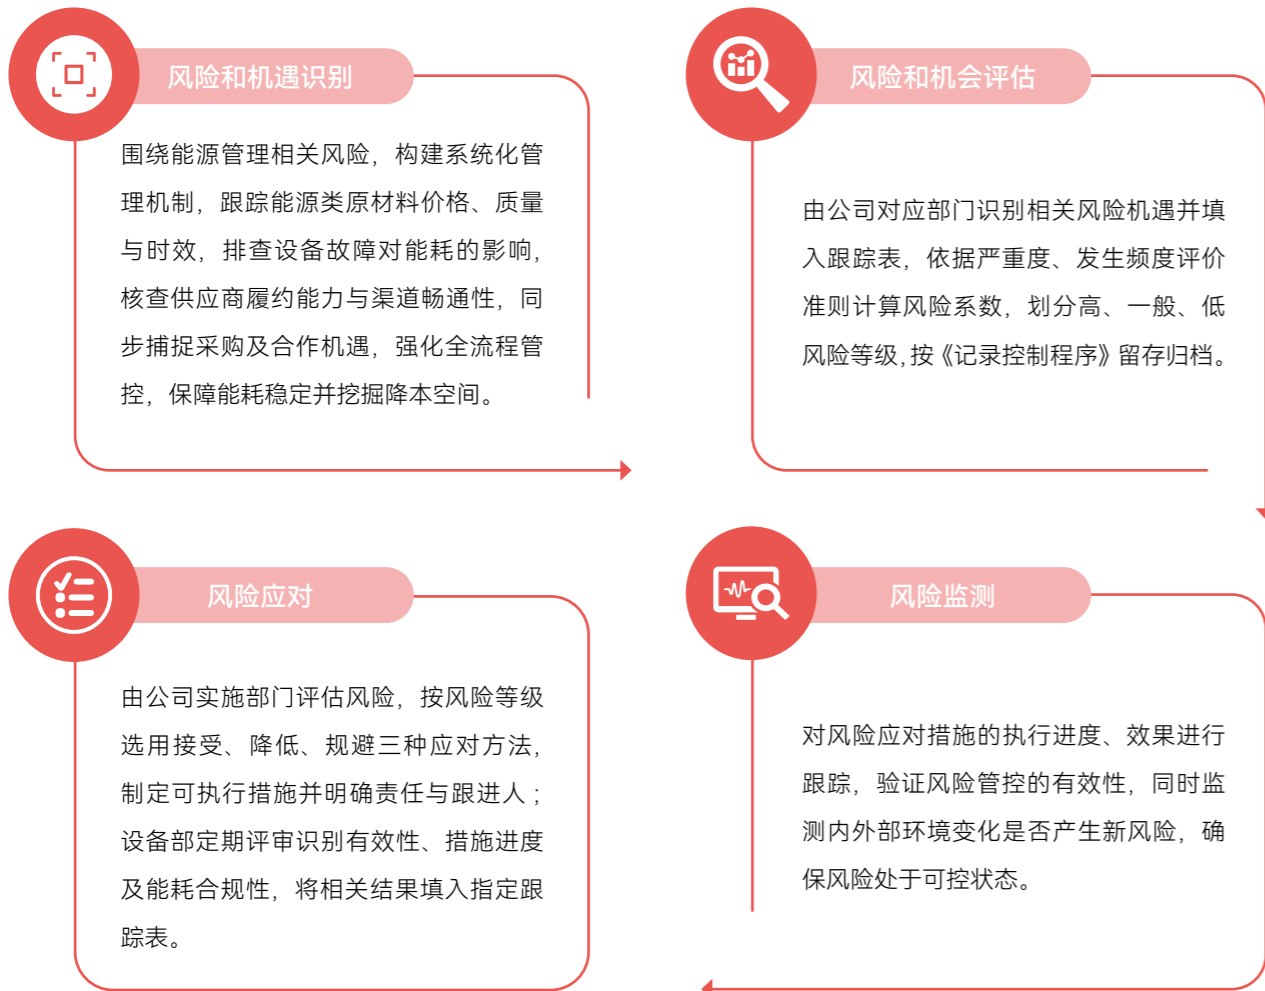 风险和机遇识别
围绕能源管理相关风险，构建系统化管
理机制，跟踪能源类原材料价格、质量
与时效，排查设备故障对能耗的影响，
核查供应商履约能力与渠道畅通性，同
步捕捉采购及合作机遇，强化全流程管
控，保障能耗稳定并挖掘降本空间。
风险和机会评估
由公司对应部门识别相关风险机遇并填
入跟踪表，依据严重度、发生频度评价
准则计算风险系数，划分高、一般、低
风险等级，按《记录控制程序》留存归档。
风险应对
由公司实施部门评估风险，按风险等级
选用接受、降低、规避三种应对方法，
制定可执行措施并明确责任与跟进人；
设备部定期评审识别有效性、措施进度
及能耗合规性，将相关结果填入指定跟
踪表。
风险监测
对风险应对措施的执行进度、效果进行
跟踪，验证风险管控的有效性，同时监
测内外部环境变化是否产生新风险，确
保风险处于可控状态。